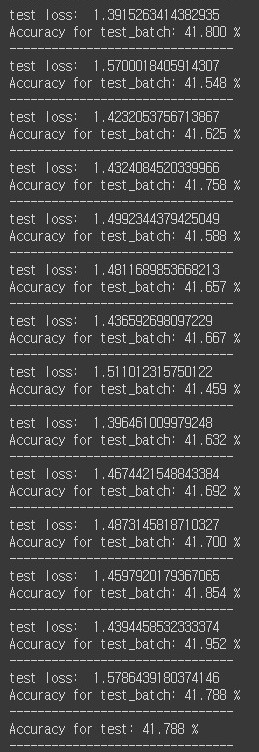 test loss:  1.3915263414382935
Accuracy for test_batch: 41.800 %
--------------------------------
test loss:  1.5700018405914307
Accuracy for test_batch: 41.548 %
--------------------------------
test loss:  1.4232053756713867
Accuracy for test_batch: 41.625 %
--------------------------------
test loss:  1.4324084520339966
Accuracy for test_batch: 41.758 %
--------------------------------
test loss:  1.4992344379425049
Accuracy for test_batch: 41.588 %
--------------------------------
test loss:  1.4811689853668213
Accuracy for test_batch: 41.657 %
--------------------------------
test loss:  1.436592698097229
Accuracy for test_batch: 41.667 %
--------------------------------
test loss:  1.511012315750122
Accuracy for test_batch: 41.459 %
--------------------------------
test loss:  1.396461009979248
Accuracy for test_batch: 41.632 %
--------------------------------
test loss:  1.4674421548843384
Accuracy for test_batch: 41.692 %
--------------------------------
test loss:  1.4873145818710327
Accuracy for test_batch: 41.700 %
--------------------------------
test loss:  1.4597920179367065
Accuracy for test_batch: 41.854 %
--------------------------------
test loss:  1.4394458532333374
Accuracy for test_batch: 41.952 %
--------------------------------
test loss:  1.5786439180374146
Accuracy for test_batch: 41.788 %
--------------------------------
Accuracy for test: 41.788 %
--------------------------------